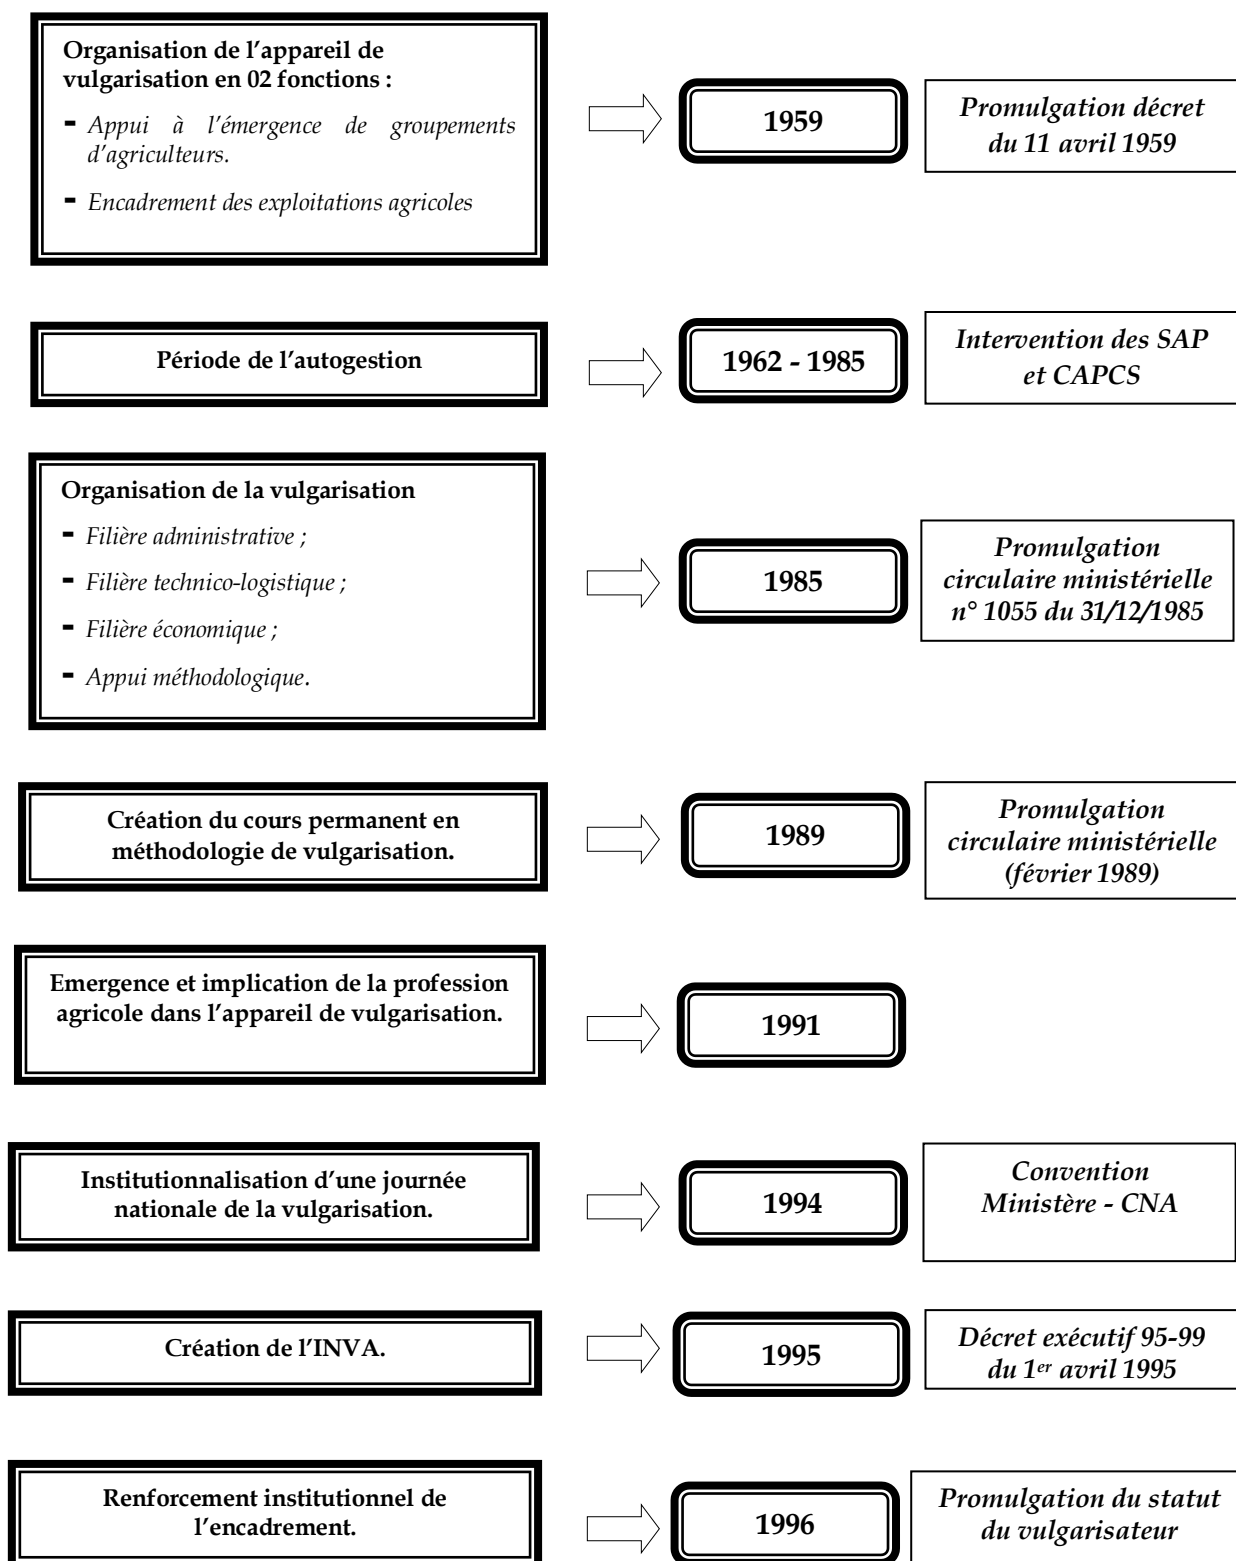 Organisation de l'appareil de
vulgarisation en 02 fonctions :
- Appui à l'émergence de groupements
d'agriculteurs.
- Encadrement des exploitations agricoles
1959
Promulgation décret
du 11 avril 1959
Période de l'autogestion
1962 - 1985
Intervention des SAP
et CAPCS
Organisation de la vulgarisation
- Filière administrative ;
- Filière technico-logistique ;
- Filière économique ;
- Appui méthodologique.
1985
Promulgation
circulaire ministérielle
n° 1055 du 31/12/1985
Création du cours permanent en
méthodologie de vulgarisation.
1989
Promulgation
circulaire ministérielle
(février 1989)
Emergence et implication de la profession
agricole dans l'appareil de vulgarisation.
1991
Institutionnalisation d'une journée
nationale de la vulgarisation.
1994
Convention
Ministère - CNA
Création de l'INVA.
1995
Décret exécutif 95-99
du 1er avril 1995
Renforcement institutionnel de
l'encadrement.
1996
Promulgation du statut
du vulgarisateur